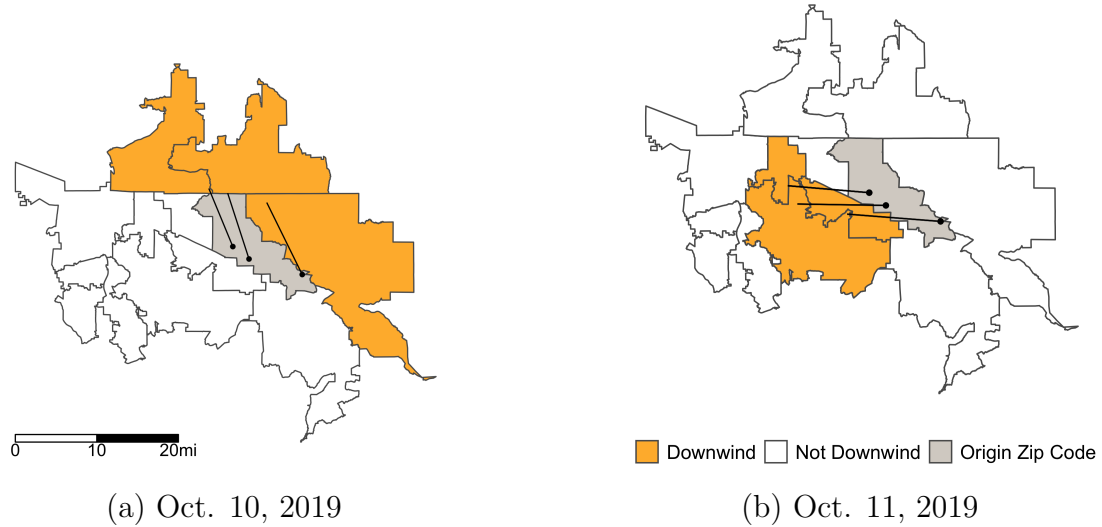 0 10 20mi
Downwind Not Downwind Origin Zip Code
(a) Oct. 10, 2019 (b) Oct. 11, 2019